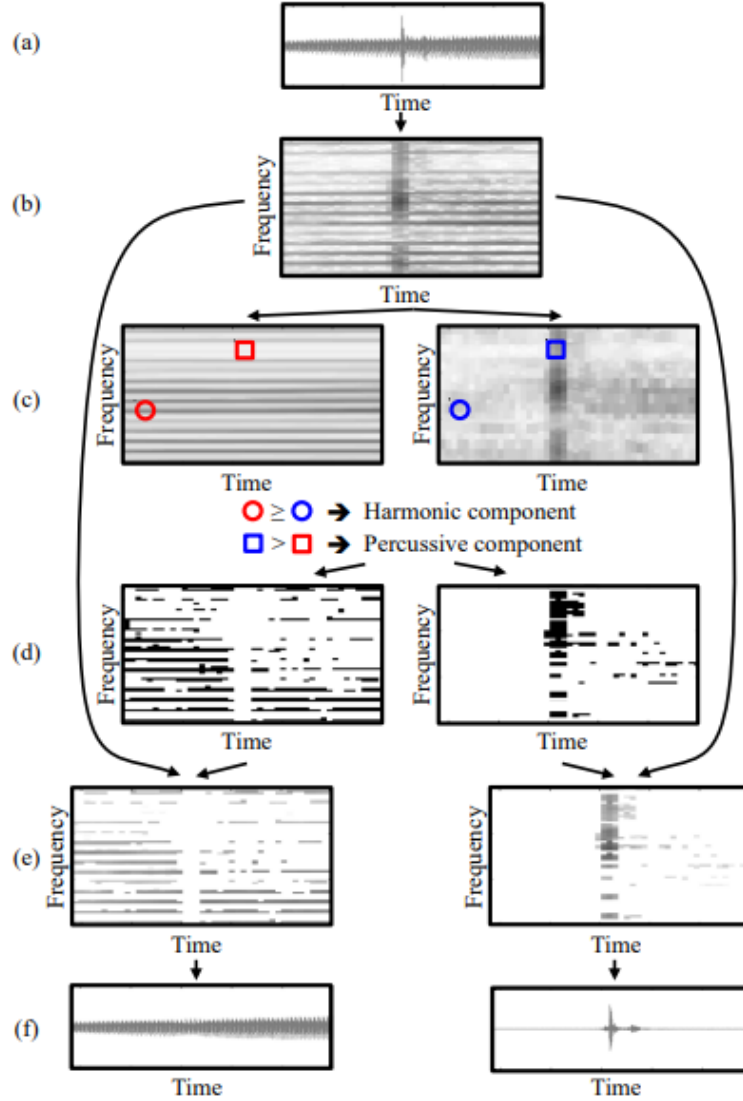 (a)
Time
(b)
Frequency
Time
(c)
Frequency
Frequency
Time
Time
≥ ➔ Harmonic component
> ➔ Percussive component
(d)
Frequency
Frequency
Time
Time
(e)
Frequency
Frequency
Time
Time
(f)
Time
Time